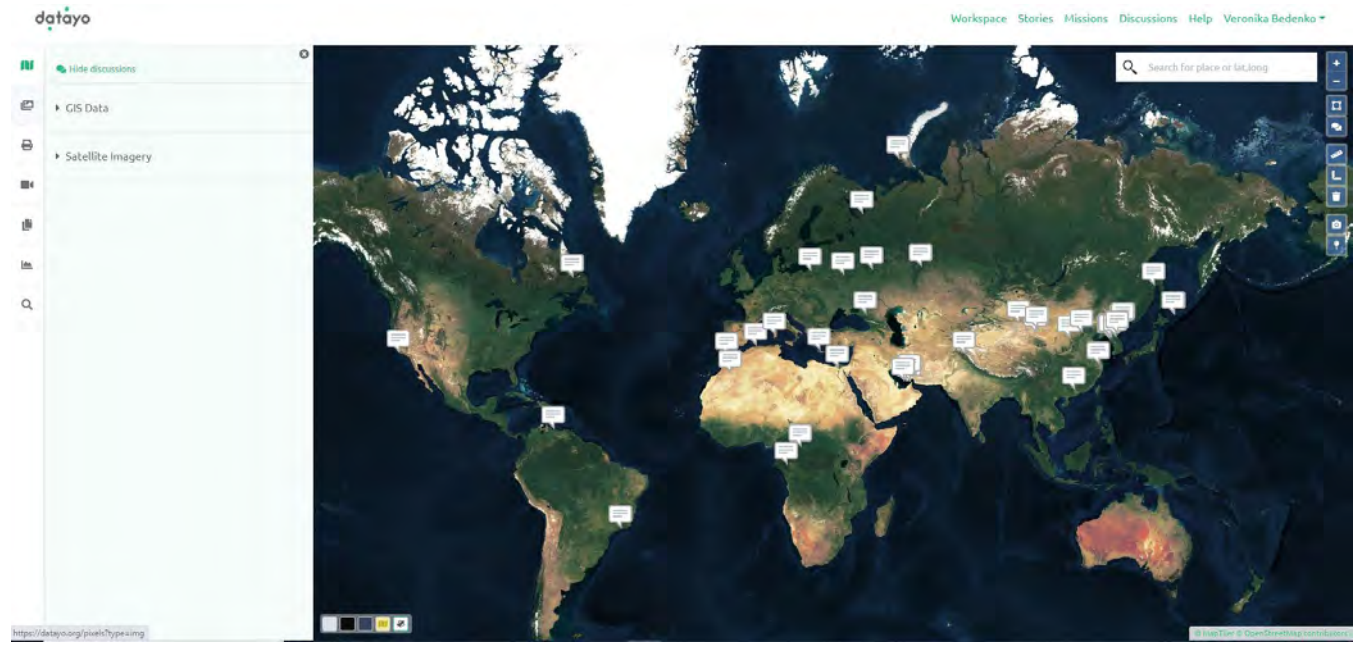 datayo
Workspace Stories Missions Discussions Help Veronika Bedenko
Hide discussions
GIS Data
Satellite Imagery
Search for place or lat,long
https://datayo.org/pixels?type=img
© MapTiler © OpenStreetMap contributors